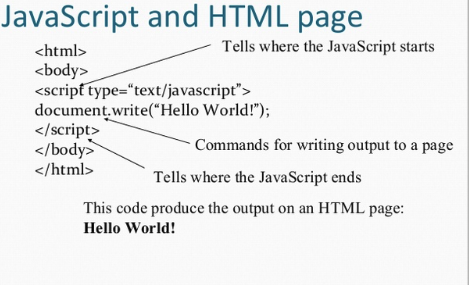 JavaScript and HTML page
<html>
Tells where the JavaScript starts
<body>
<script type=“text/javascript”>
document.write(“Hello World!”);
</script>
Commands for writing output to a page
</body>
</html>
Tells where the JavaScript ends
This code produce the output on an HTML page:
Hello World!